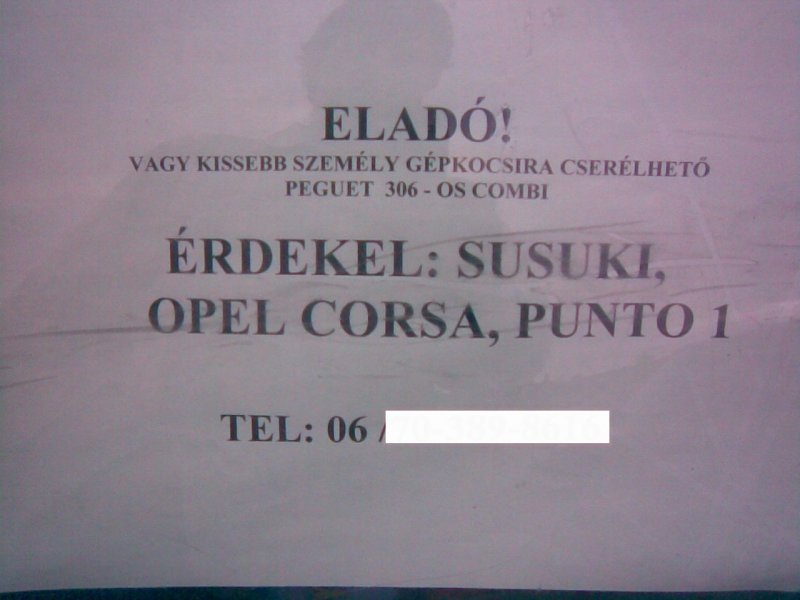 ELADÓ!
VAGY KISSEBB SZEMÉLY GÉPKOCSIRA CSERÉLHETŐ
PEGUET 306 - OS COMBI
ÉRDEKEL: SUSUKI,
OPEL CORSA, PUNTO 1
TEL: 06 /